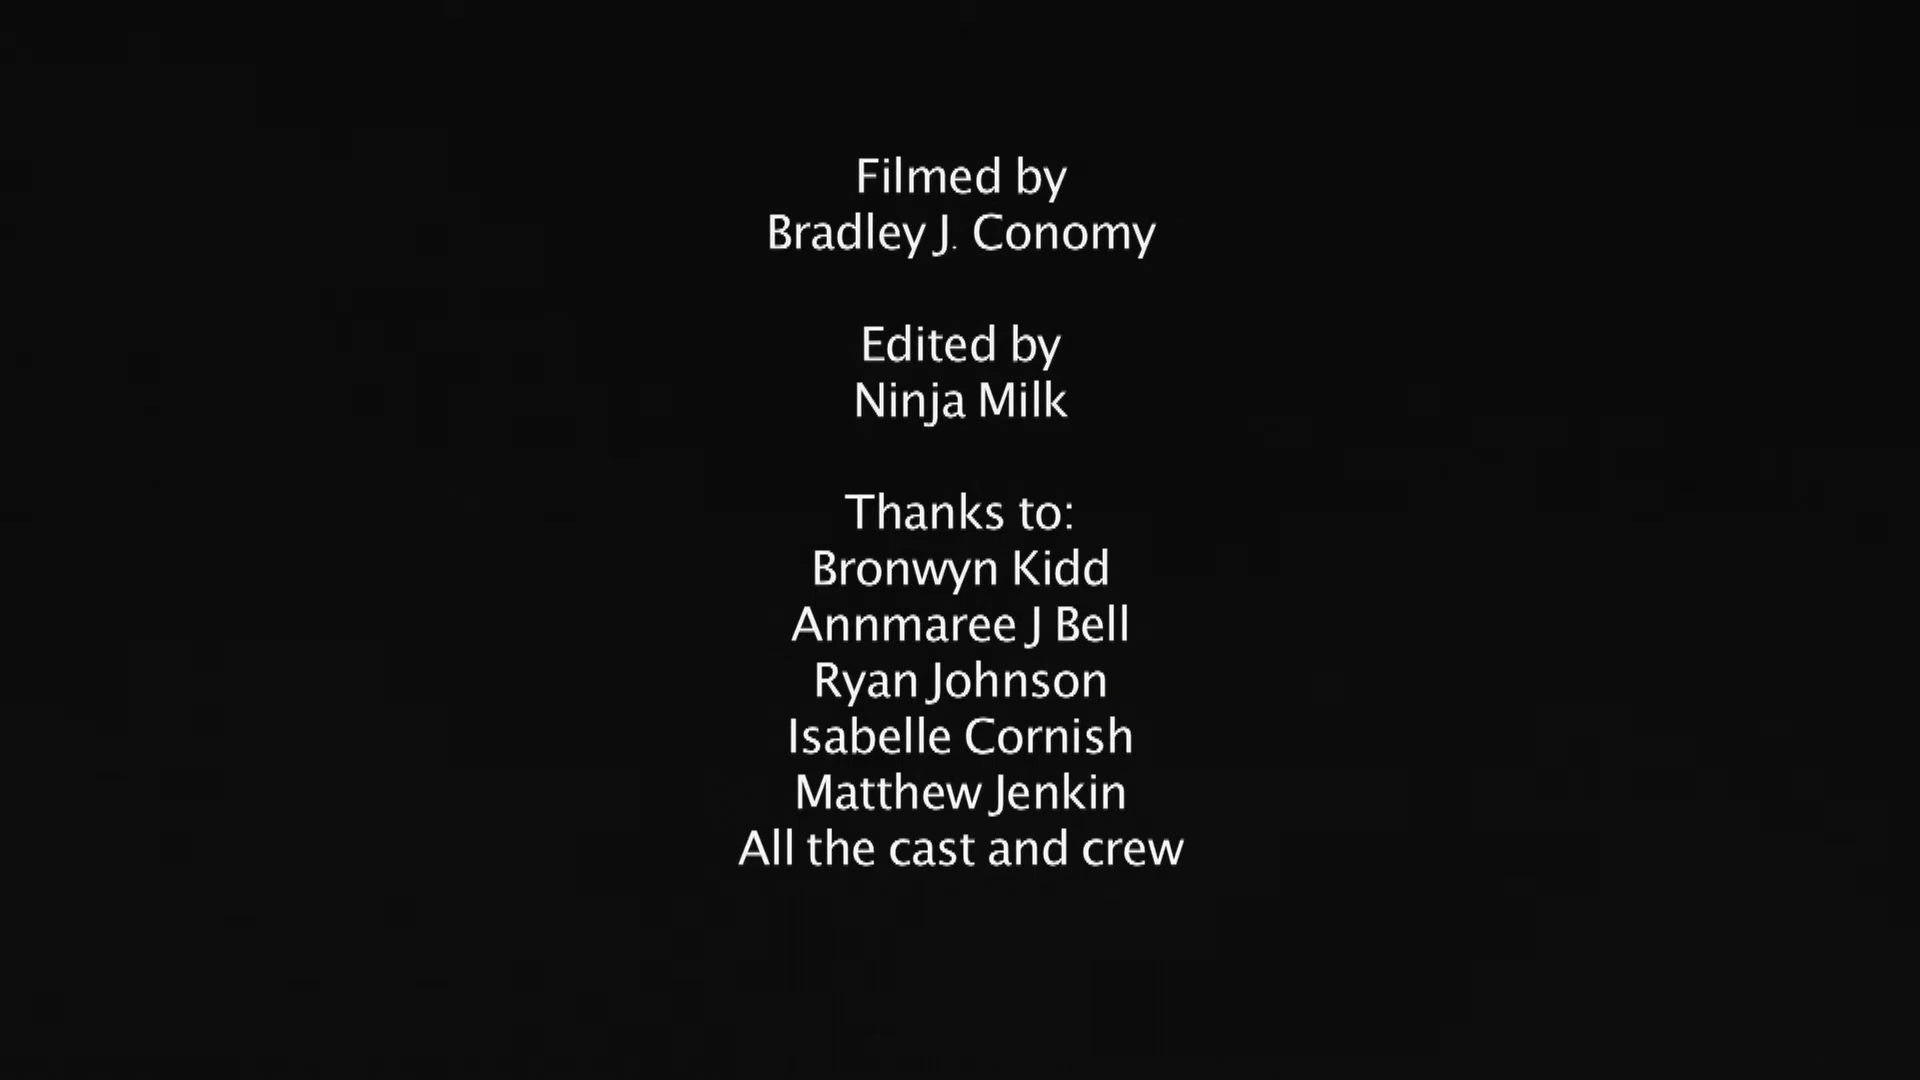 Filmed by
Bradley J. Conomy
Edited by
Ninja Milk
Thanks to:
Bronwyn Kidd
Annmaree J Bell
Ryan Johnson
Isabelle Cornish
Matthew Jenkin
All the cast and crew